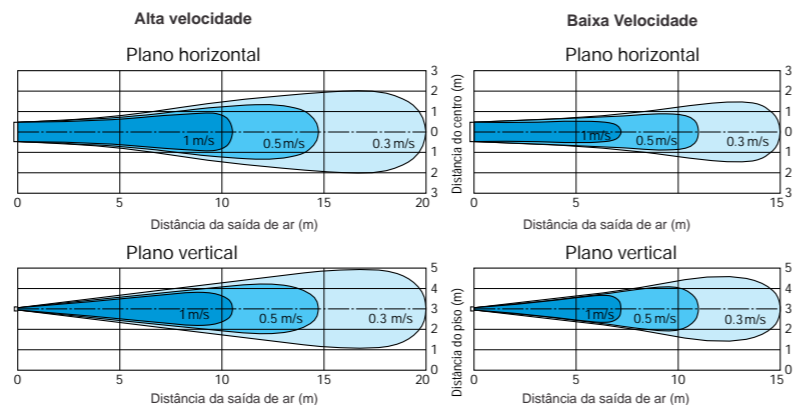 Alta velocidade
Plano horizontal
3
2
1
0
1
2
3
1 m/s
0.5 m/s
0.3 m/s
0
5
10
15
20
Distância da saída de ar (m)
Baixa Velocidade
Plano horizontal
Distância do centro (m)
3
2
1
0
1
2
3
1 m/s
0.5 m/s
0.3 m/s
0
5
10
15
Distância da saída de ar (m)
Plano vertical
5
4
3
2
1
0
1 m/s
0.5 m/s
0.3 m/s
0
5
10
15
20
Distância da saída de ar (m)
Plano vertical
Distância do piso (m)
5
4
3
2
1
0
1 m/s
0.5 m/s
0.3 m/s
0
5
10
15
Distância da saída de ar (m)